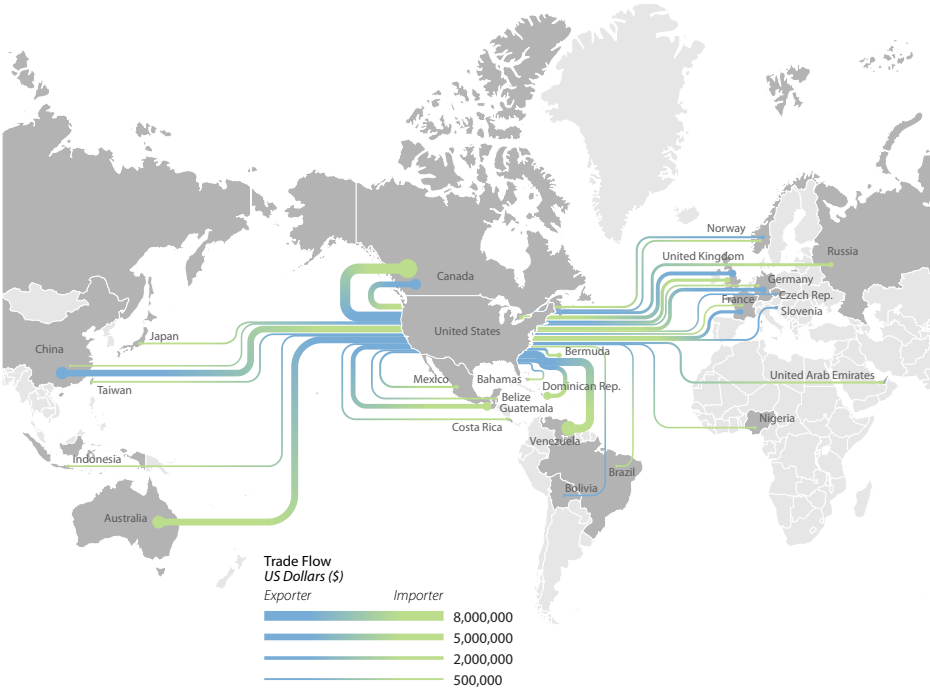 Norway
Russia
United Kingdom
Canada
Germany
Czech Rep.
France
Slovenia
United States
Japan
China
Bermuda
United Arab Emirates
Mexico
Bahamas
Dominican Rep.
Taiwan
Belize
Guatemala
Nigeria
Costa Rica
Venezuela
Indonesia
Brazil
Bolivia
Australia
Trade Flow
US Dollars ($)
Exporter Importer
8,000,000
5,000,000
2,000,000
500,000